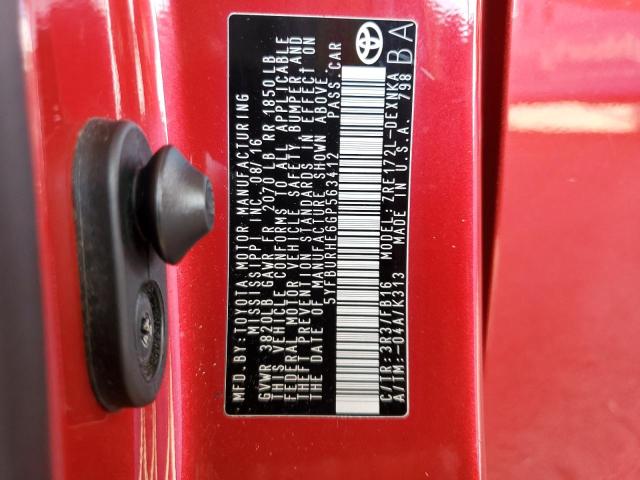 MFD.BY:TOYOTA MOTOR MANUFACTURING
MISSISSIPPI, INC. 08/16
GVWR 3820LB GAWR FR 2070 LB RR 1850 LB
THIS VEHICLE CONFORMS TO ALL APPLICABLE
FEDERAL MOTOR VEHICLE SAFETY BUMPER AND
THEFT PREVENTION STANDARDS IN EFFECT ON
THE DATE OF MANUFACTURE SHOWN ABOVE.
5YFBURHE6GP563412 PASS.CAR
C/TR:3R3/FB16 MODEL:ZRE172L-DEXNKA
A/TM:-04A/K313 MADE IN U.S.A. 798
BA